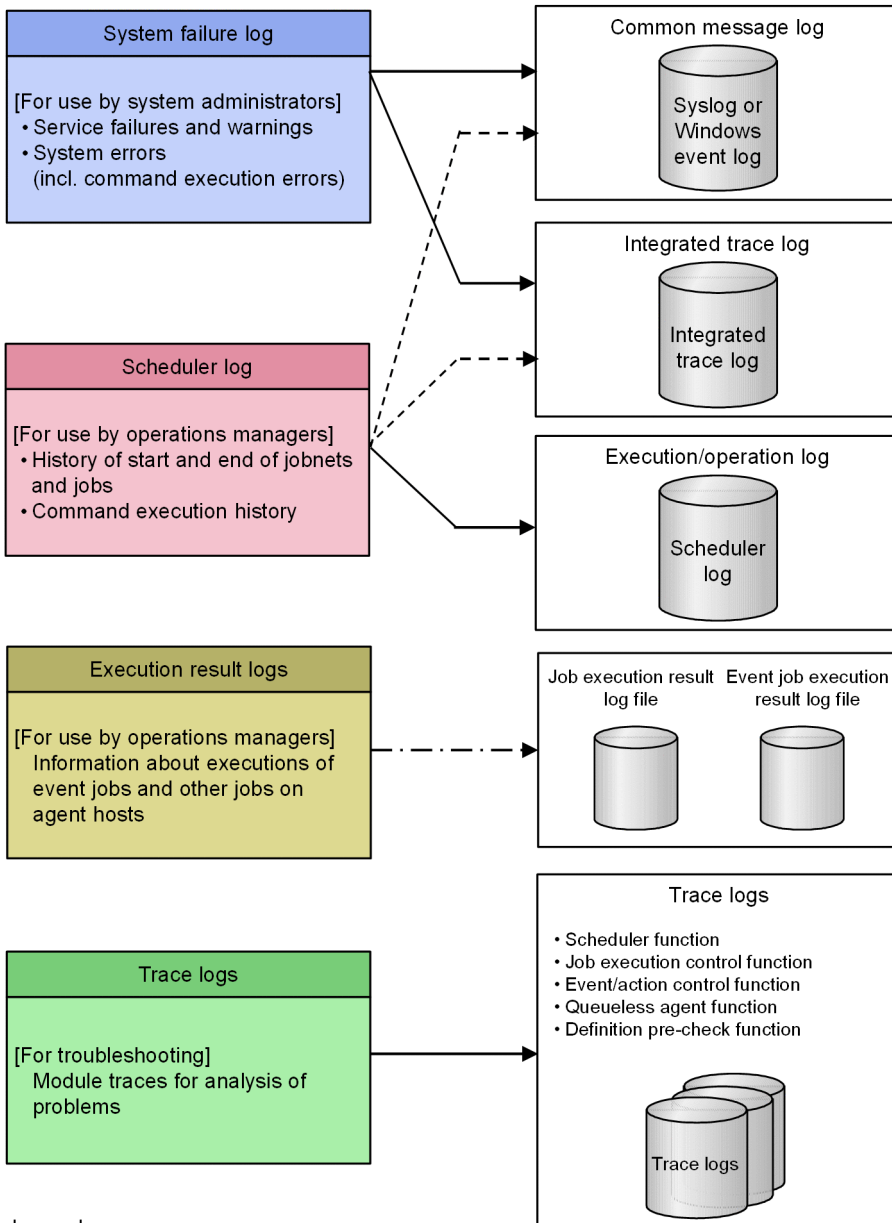 System failure log
[For use by system administrators]
• Service failures and warnings
• System errors
(incl. command execution errors)
Common message log
Syslog or
Windows
event log
Integrated trace log
Integrated
trace log
Scheduler log
[For use by operations managers]
• History of start and end of jobnets
and jobs
• Command execution history
Execution/operation log
Scheduler
log
Execution result logs
[For use by operations managers]
Information about executions of
event jobs and other jobs on
agent hosts
Job execution result
log file
Event job execution
result log file
Trace logs
[For troubleshooting]
Module traces for analysis of
problems
Trace logs
• Scheduler function
• Job execution control function
• Event/action control function
• Queueless agent function
• Definition pre-check function
Trace logs